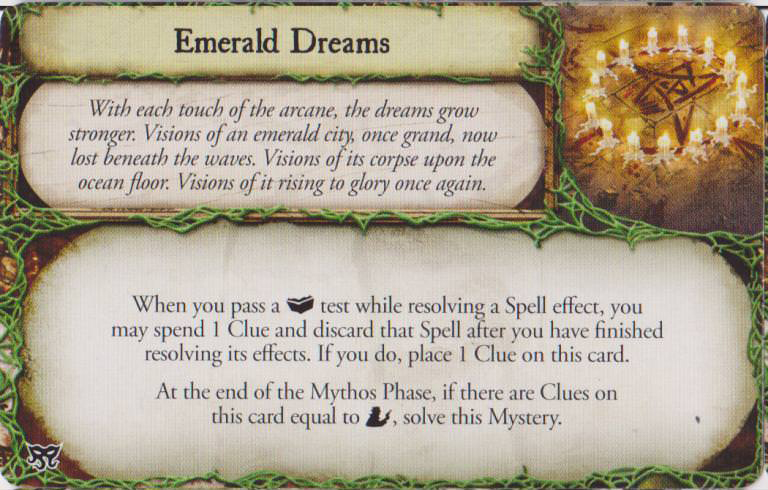 Emerald Dreams
With each touch of the arcane, the dreams grow
stronger. Visions of an emerald city, once grand, now
lost beneath the waves. Visions of its corpse upon the
ocean floor. Visions of it rising to glory once again.
When you pass a test while resolving a Spell effect, you
may spend 1 Clue and discard that Spell after you have finished
resolving its effects. If you do, place 1 Clue on this card.
At the end of the Mythos Phase, if there are Clues on
this card equal to , solve this Mystery.